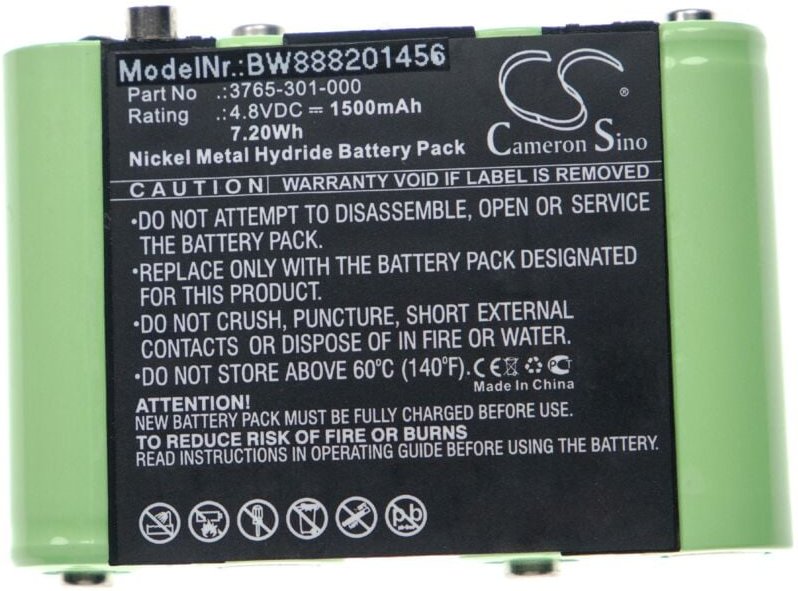 ModelNr.:BW888201456
Part No .:3765-301-000
Rating .:4.8VDC ⎓ 1500mAh
7.20Wh
Nickel Metal Hydride Battery Pack
CS ®
Cameron Sino
CAUTION | WARRANTY VOID IF LABEL IS REMOVED
•DO NOT ATTEMPT TO DISASSEMBLE, OPEN OR SERVICE
THE BATTERY PACK.
•REPLACE ONLY WITH THE BATTERY PACK DESIGNATED
FOR THIS PRODUCT.
•DO NOT CRUSH, PUNCTURE, SHORT EXTERNAL
CONTACTS OR DISPOSE OF IN FIRE OR WATER.
•DO NOT STORE ABOVE 60ºC (140ºF). CE
Made In China
ATTENTION!
NEW BATTERY PACK MUST BE FULLY CHARGED BEFORE USE.
TO REDUCE RISK OF FIRE OR BURNS
READ INSTRUCTIONS IN OPERATING GUIDE BEFORE USING THE BATTERY.
pb